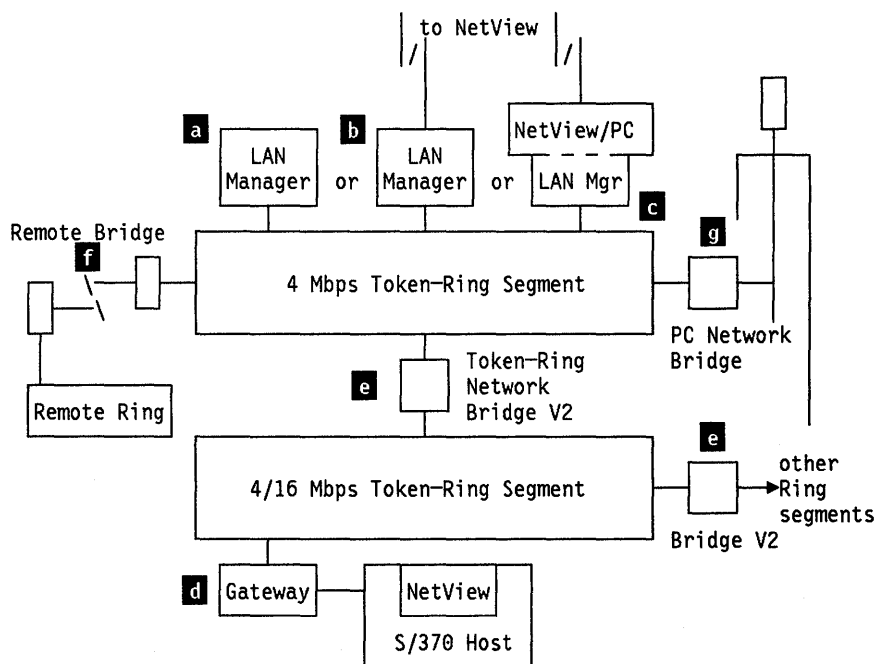 to NetView
a
b
NetView/PC
LAN
Manager
or
LAN
Manager
or
LAN Mgr
c
Remote Bridge
f
g
4 Mbps Token-Ring Segment
PC Network
Bridge
Token-Ring
Network
Bridge V2
e
Remote Ring
e
4/16 Mbps Token-Ring Segment
other
Ring
segments
Bridge V2
d
Gateway
NetView
S/370 Host